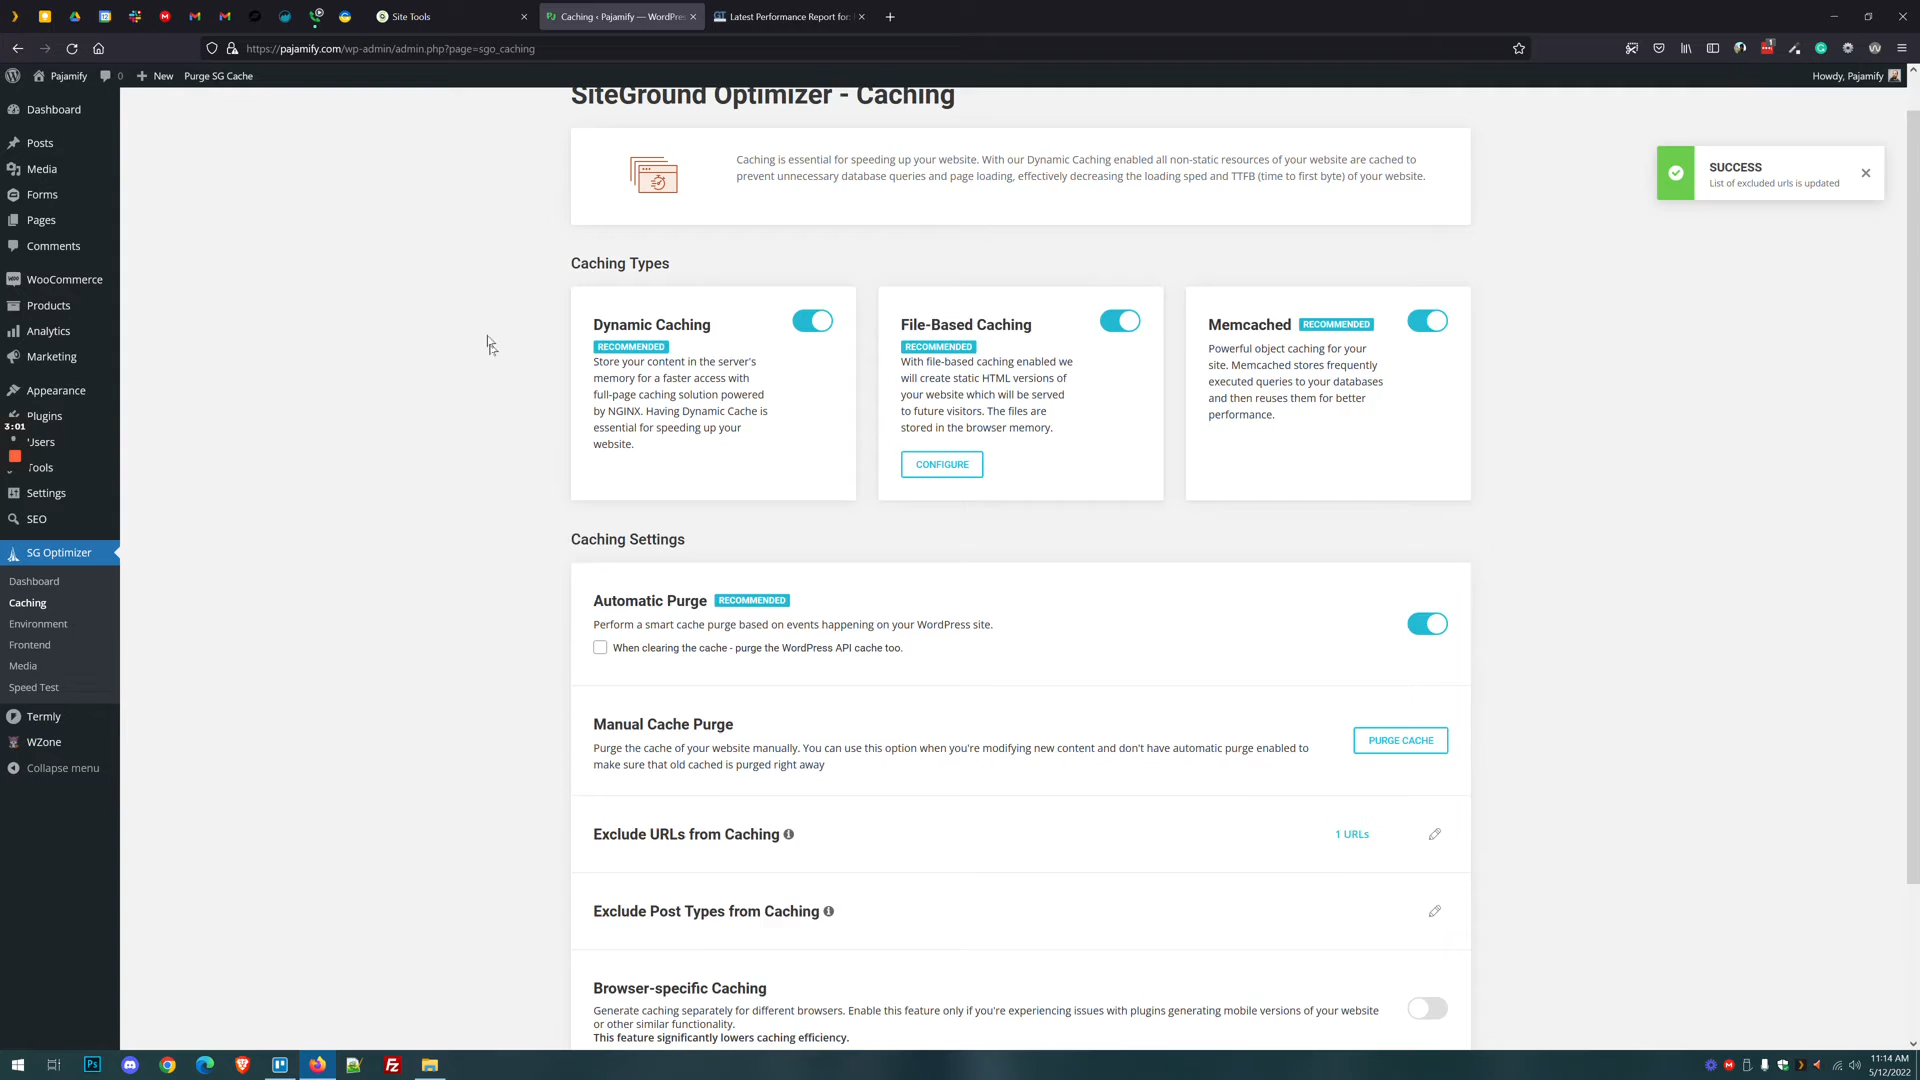 Site Tools
Caching ‹ Pajamify — WordPres
Latest Performance Report for:
https://pajamify.com/wp-admin/admin.php?page=sgo_caching
Pajamify
0
New
Purge SG Cache
Howdy, Pajamify
Dashboard
Posts
Media
Forms
Pages
Comments
WooCommerce
Products
Analytics
Marketing
Appearance
Plugins
3:01
Users
Tools
Settings
SEO
SG Optimizer
Dashboard
Caching
Environment
Frontend
Media
Speed Test
Termly
WZone
Collapse menu
SiteGround Optimizer - Caching
Caching is essential for speeding up your website. With our Dynamic Caching enabled all non-static resources of your website are cached to
prevent unnecessary database queries and page loading, effectively decreasing the loading sped and TTFB (time to first byte) of your website.
SUCCESS
List of excluded urls is updated
Caching Types
Dynamic Caching
RECOMMENDED
Store your content in the server's
memory for a faster access with
full-page caching solution powered
by NGINX. Having Dynamic Cache is
essential for speeding up your
website.
File-Based Caching
RECOMMENDED
With file-based caching enabled we
will create static HTML versions of
your website which will be served
to future visitors. The files are
stored in the browser memory.
CONFIGURE
Memcached RECOMMENDED
Powerful object caching for your
site. Memcached stores frequently
executed queries to your databases
and then reuses them for better
performance.
Caching Settings
Automatic Purge RECOMMENDED
Perform a smart cache purge based on events happening on your WordPress site.
When clearing the cache - purge the WordPress API cache too.
Manual Cache Purge
Purge the cache of your website manually. You can use this option when you're modifying new content and don't have automatic purge enabled to
make sure that old cached is purged right away
PURGE CACHE
Exclude URLs from Caching
1 URLs
Exclude Post Types from Caching
Browser-specific Caching
Generate caching separately for different browsers. Enable this feature only if you're experiencing issues with plugins generating mobile versions of your website
or other similar functionality.
This feature significantly lowers caching efficiency.
Ps
Fz
11:14 AM
5/12/2022